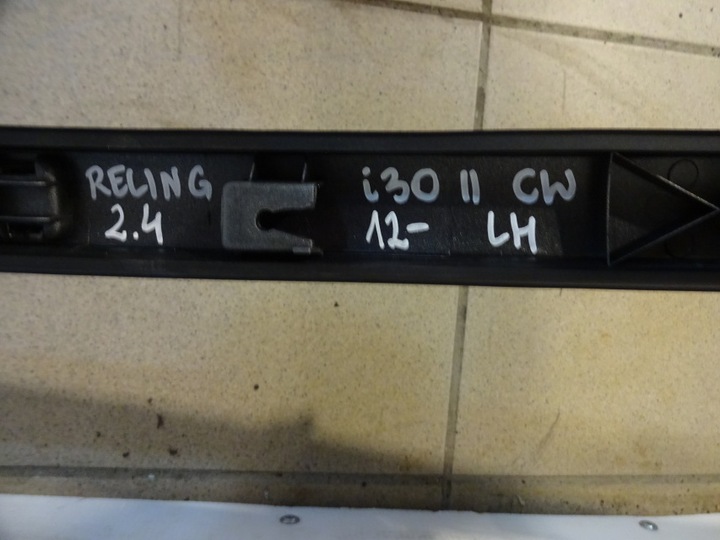 RELING i30 II CW
2.4 12- LH